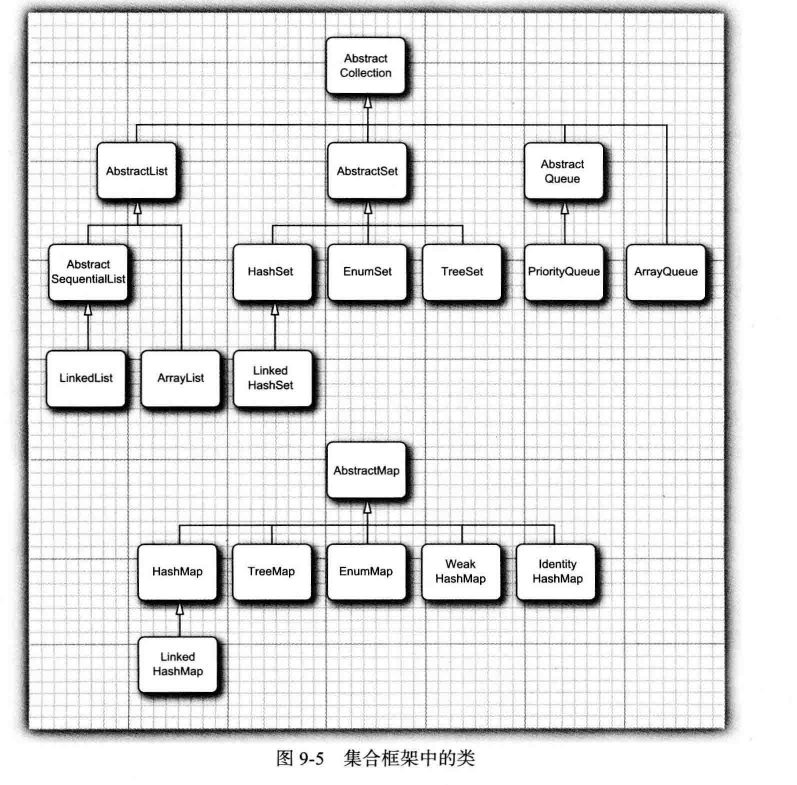 Abstract
Collection
AbstractList
AbstractSet
Abstract
Queue
Abstract
SequentialList
HashSet
EnumSet
TreeSet
PriorityQueue
ArrayQueue
LinkedList
ArrayList
Linked
HashSet
AbstractMap
HashMap
TreeMap
EnumMap
Weak
HashMap
Identity
HashMap
Linked
HashMap
图 9-5 集合框架中的类